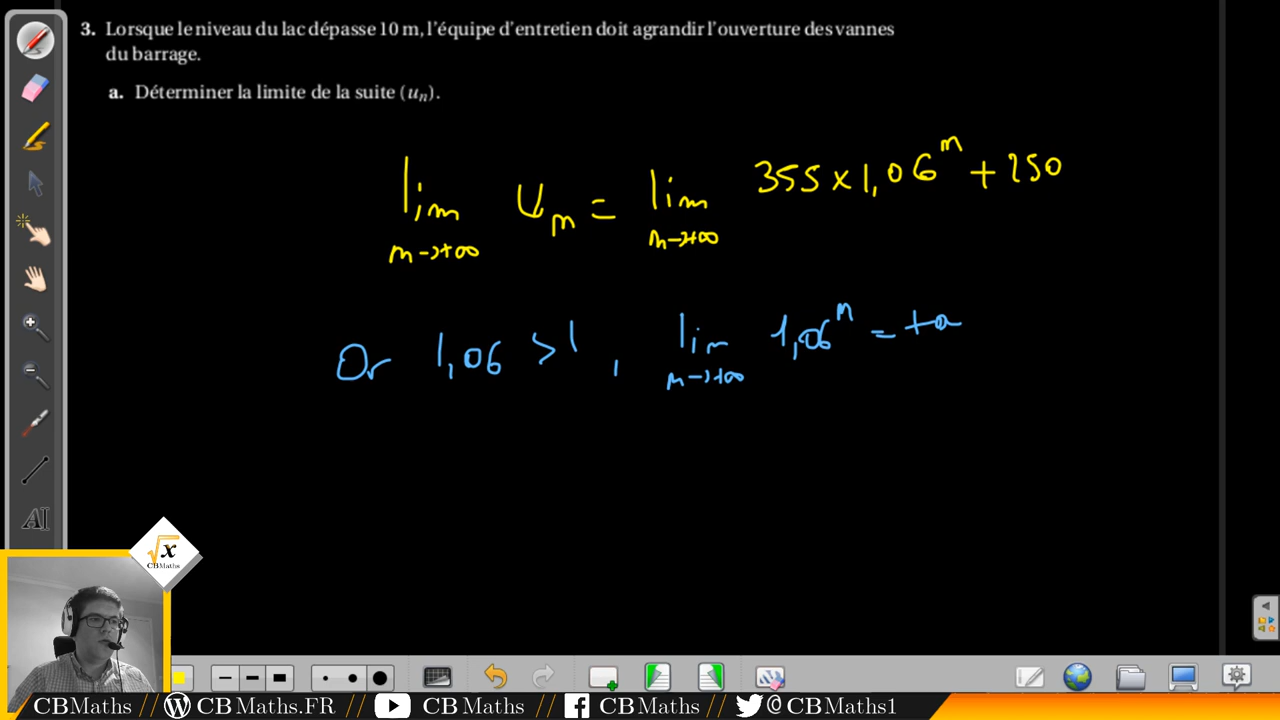 3. Lorsque le niveau du lac dépasse 10 m, l'équipe d'entretien doit agrandir l'ouverture des vannes
du barrage.
a. Déterminer la limite de la suite (uₙ).
lim Un = lim 355 × 1,06ⁿ + 250
n→+∞ n→+∞
Or 1,06 > 1 , lim 1,06ⁿ = +∞
n→+∞
AI
√x
CBMaths
CBMaths // CBMaths.FR // CBMaths // CBMaths // @CBMaths1